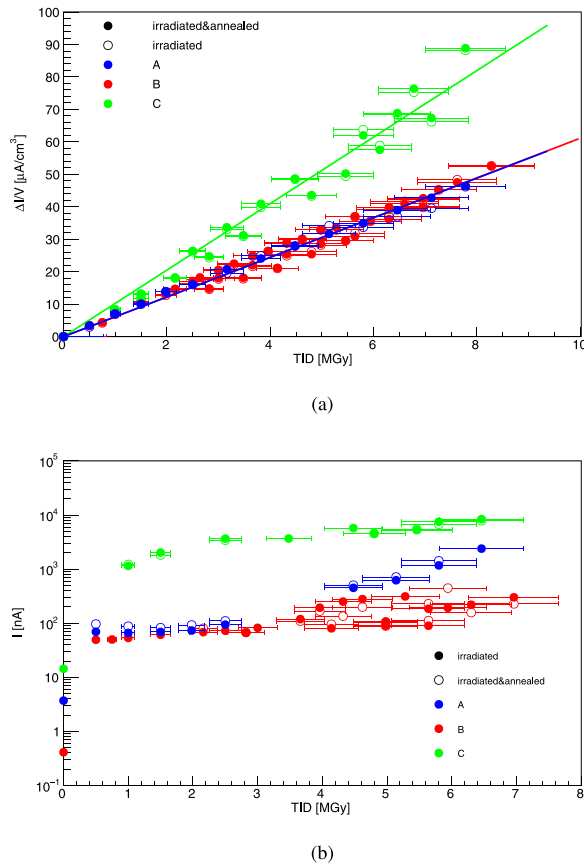 100
90
80
70
60
50
40
30
20
10
0
ΔI/V [μA/cm³]
irradiated&annealed
irradiated
A
B
C
0 2 4 6 8 10
TID [MGy]
(a)
10⁵
10⁴
10³
10²
10
1
10⁻¹
I [nA]
irradiated
irradiated&annealed
A
B
C
0 1 2 3 4 5 6 7 8
TID [MGy]
(b)